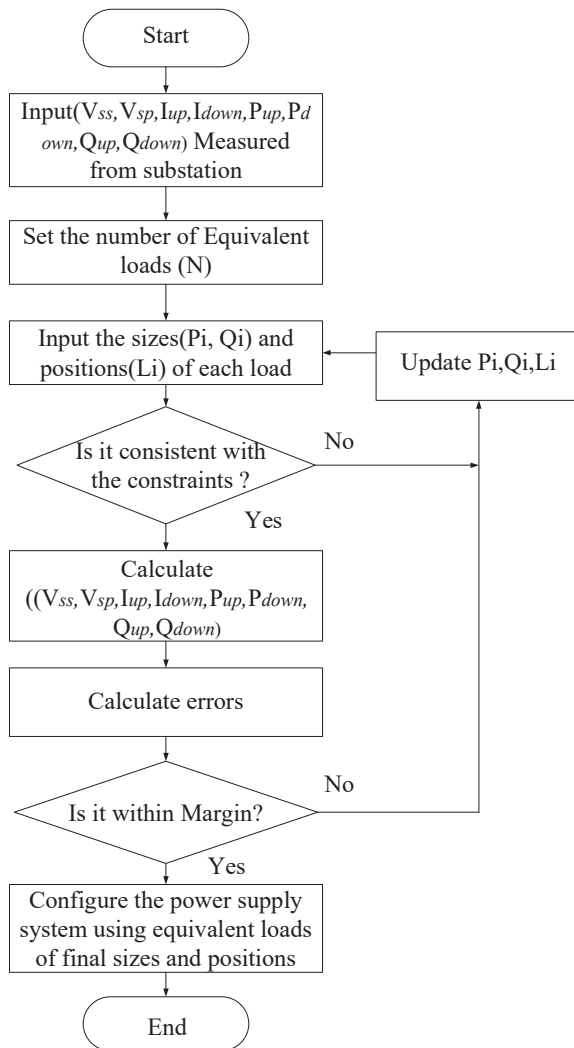 Start
Input(Vss,Vsp,Iup,Idown,Pup,Pd
own,Qup,Qdown) Measured
from substation
Set the number of Equivalent
loads (N)
Input the sizes(Pi, Qi) and
positions(Li) of each load
Update Pi,Qi,Li
Is it consistent with
the constraints ?
No
Yes
Calculate
((Vss,Vsp,Iup,Idown,Pup,Pdown,
Qup,Qdown)
Calculate errors
Is it within Margin?
No
Yes
Configure the power supply
system using equivalent loads
of final sizes and positions
End